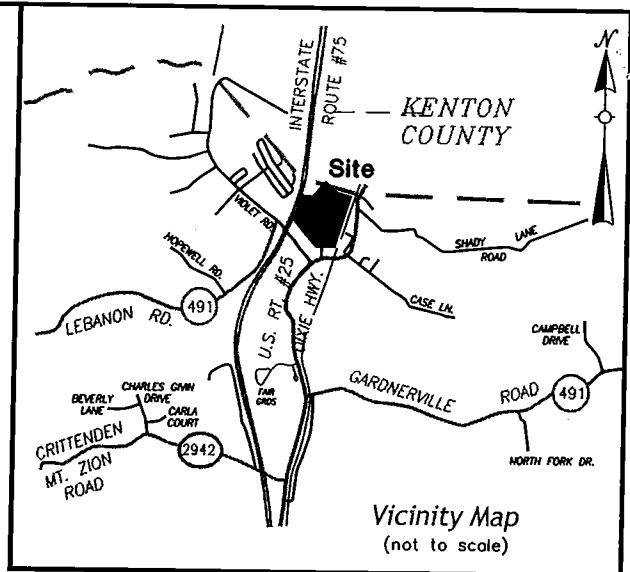 N
INTERSTATE
ROUTE #75
KENTON
COUNTY
Site
VIOLET RD.
SHADY
ROAD
LANE
HOPEWELL RD.
491
LEBANON RD.
U.S. RT. #25
DIXIE HWY.
CASE LN.
CAMPBELL
DRIVE
FAIR
GRDS
GARDNERVILLE
ROAD
491
CHARLES GIVIN
DRIVE
BEVERLY
LANE
CARLA
COURT
CRITTENDEN
MT. ZION
ROAD
2942
NORTH FORK DR.
Vicinity Map
(not to scale)